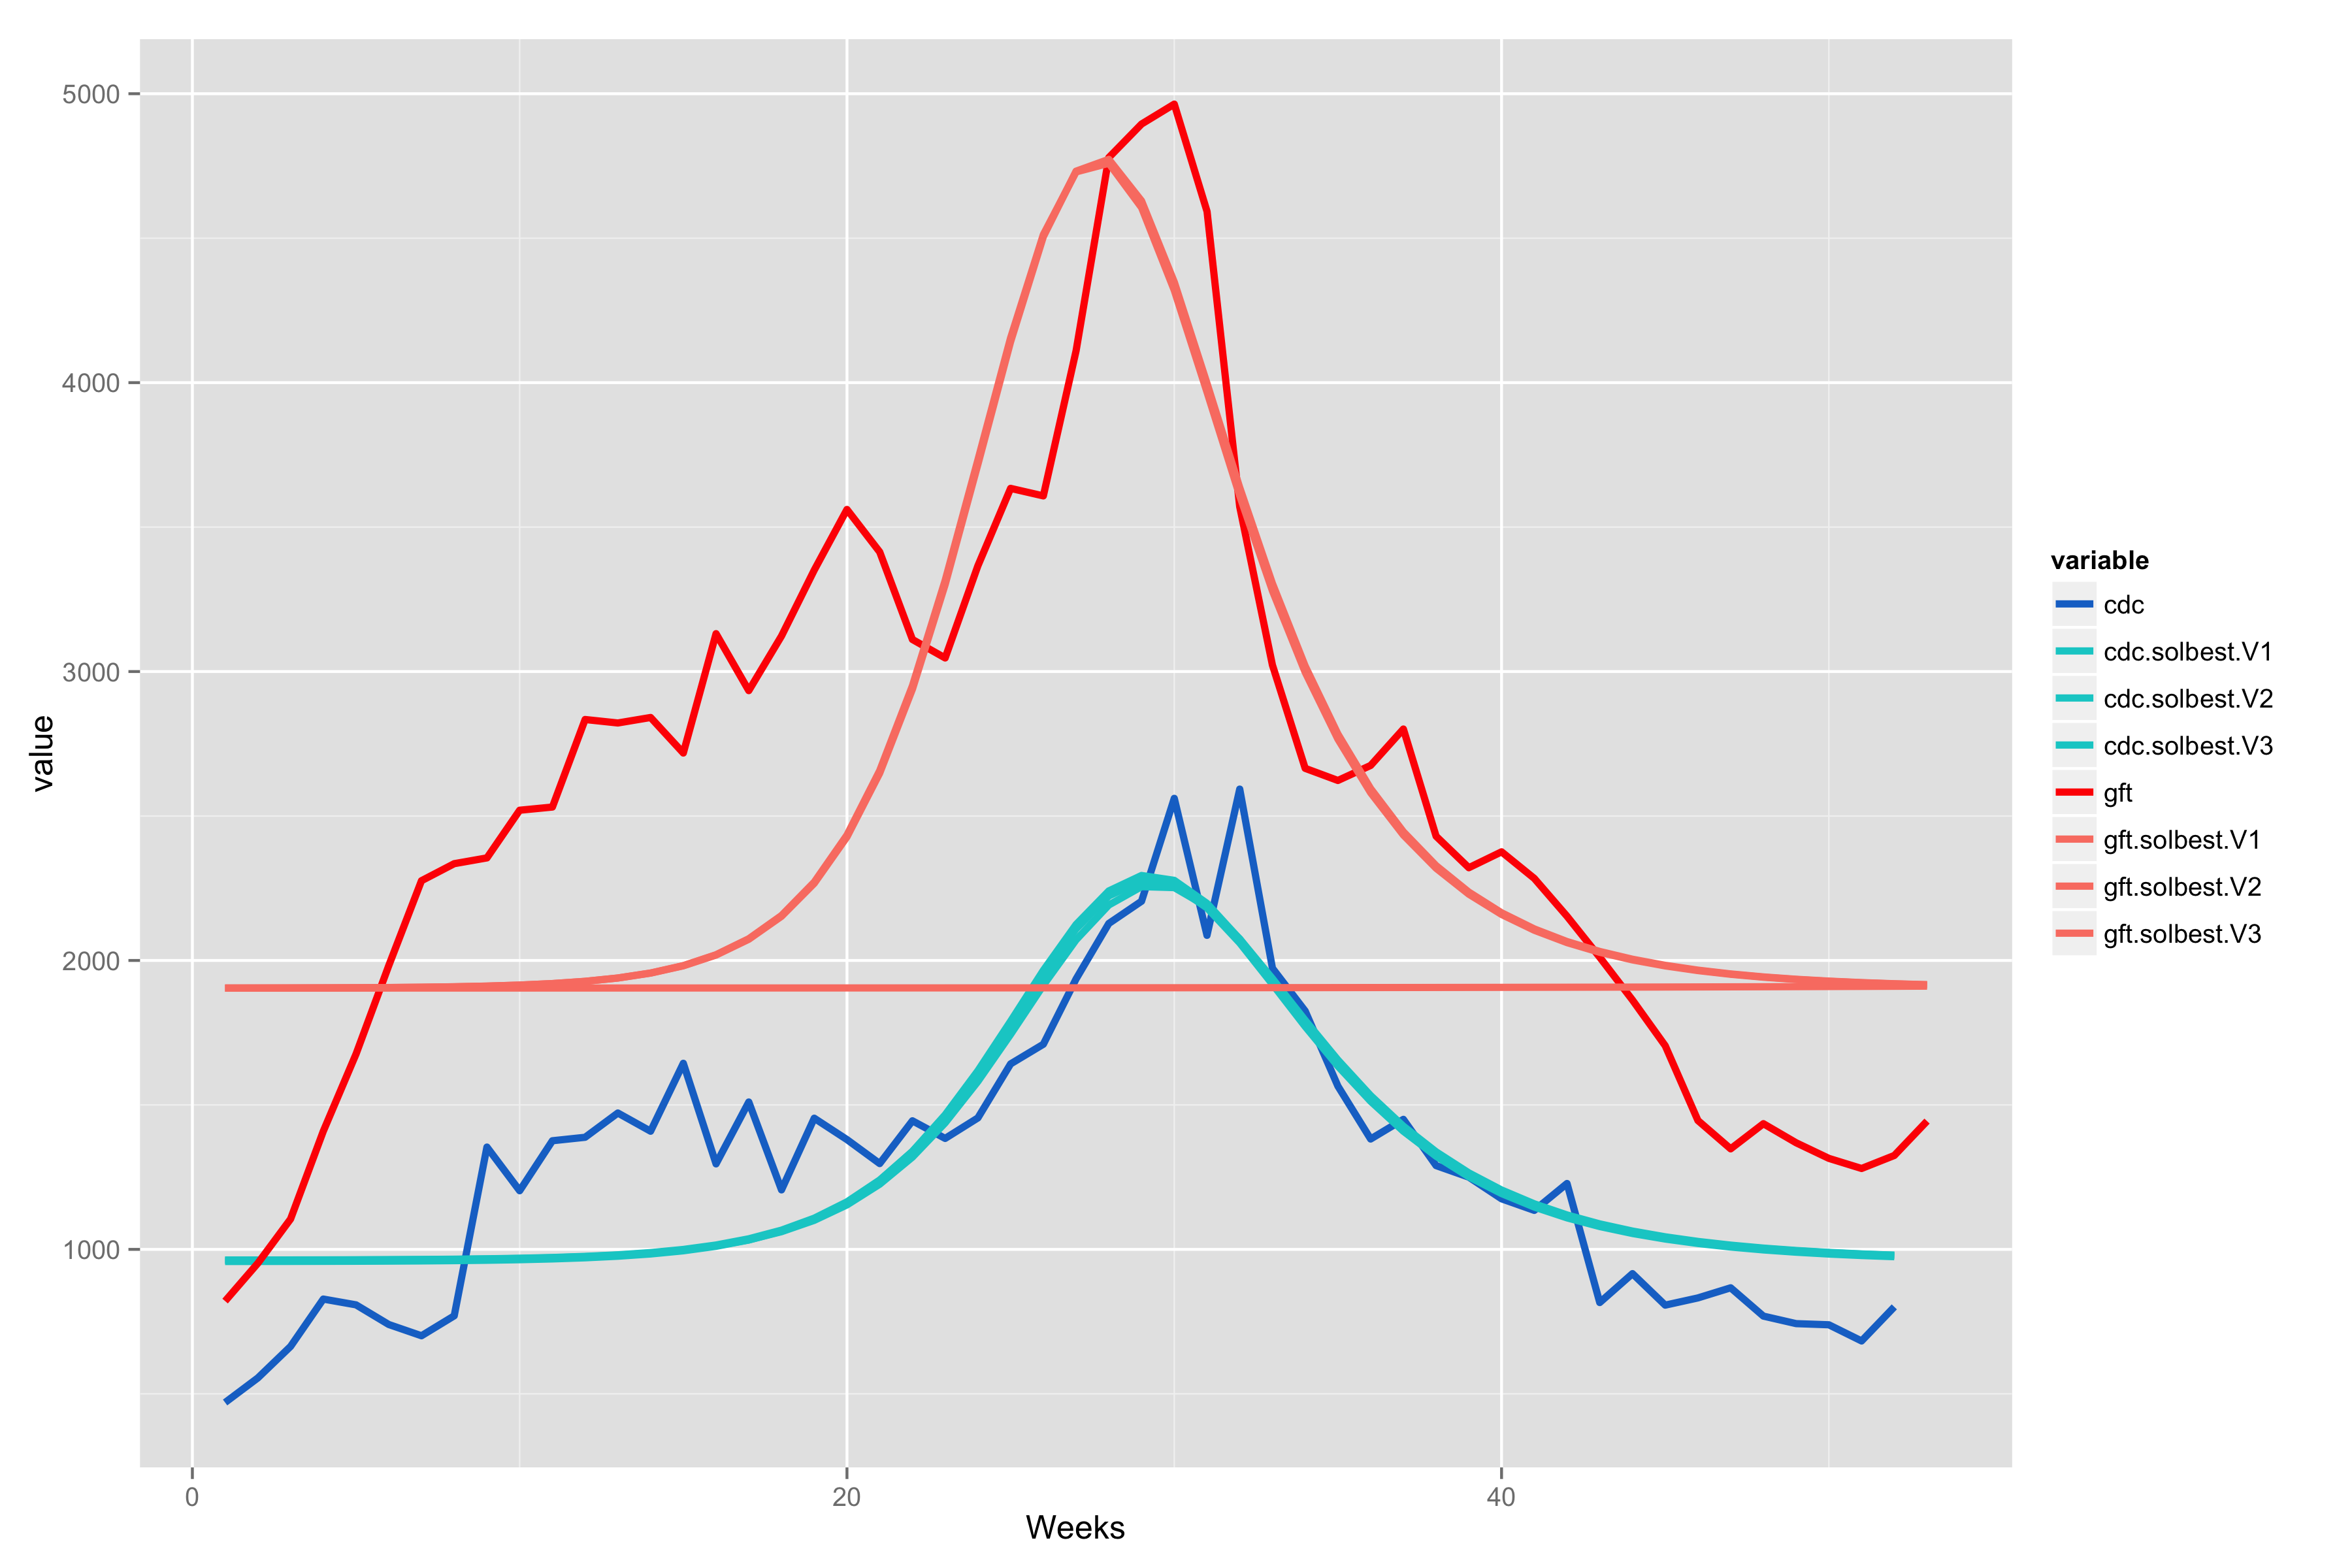 5000
4000
3000
2000
1000
value
0
20
40
Weeks
variable
cdc
cdc.solbest.V1
cdc.solbest.V2
cdc.solbest.V3
gft
gft.solbest.V1
gft.solbest.V2
gft.solbest.V3